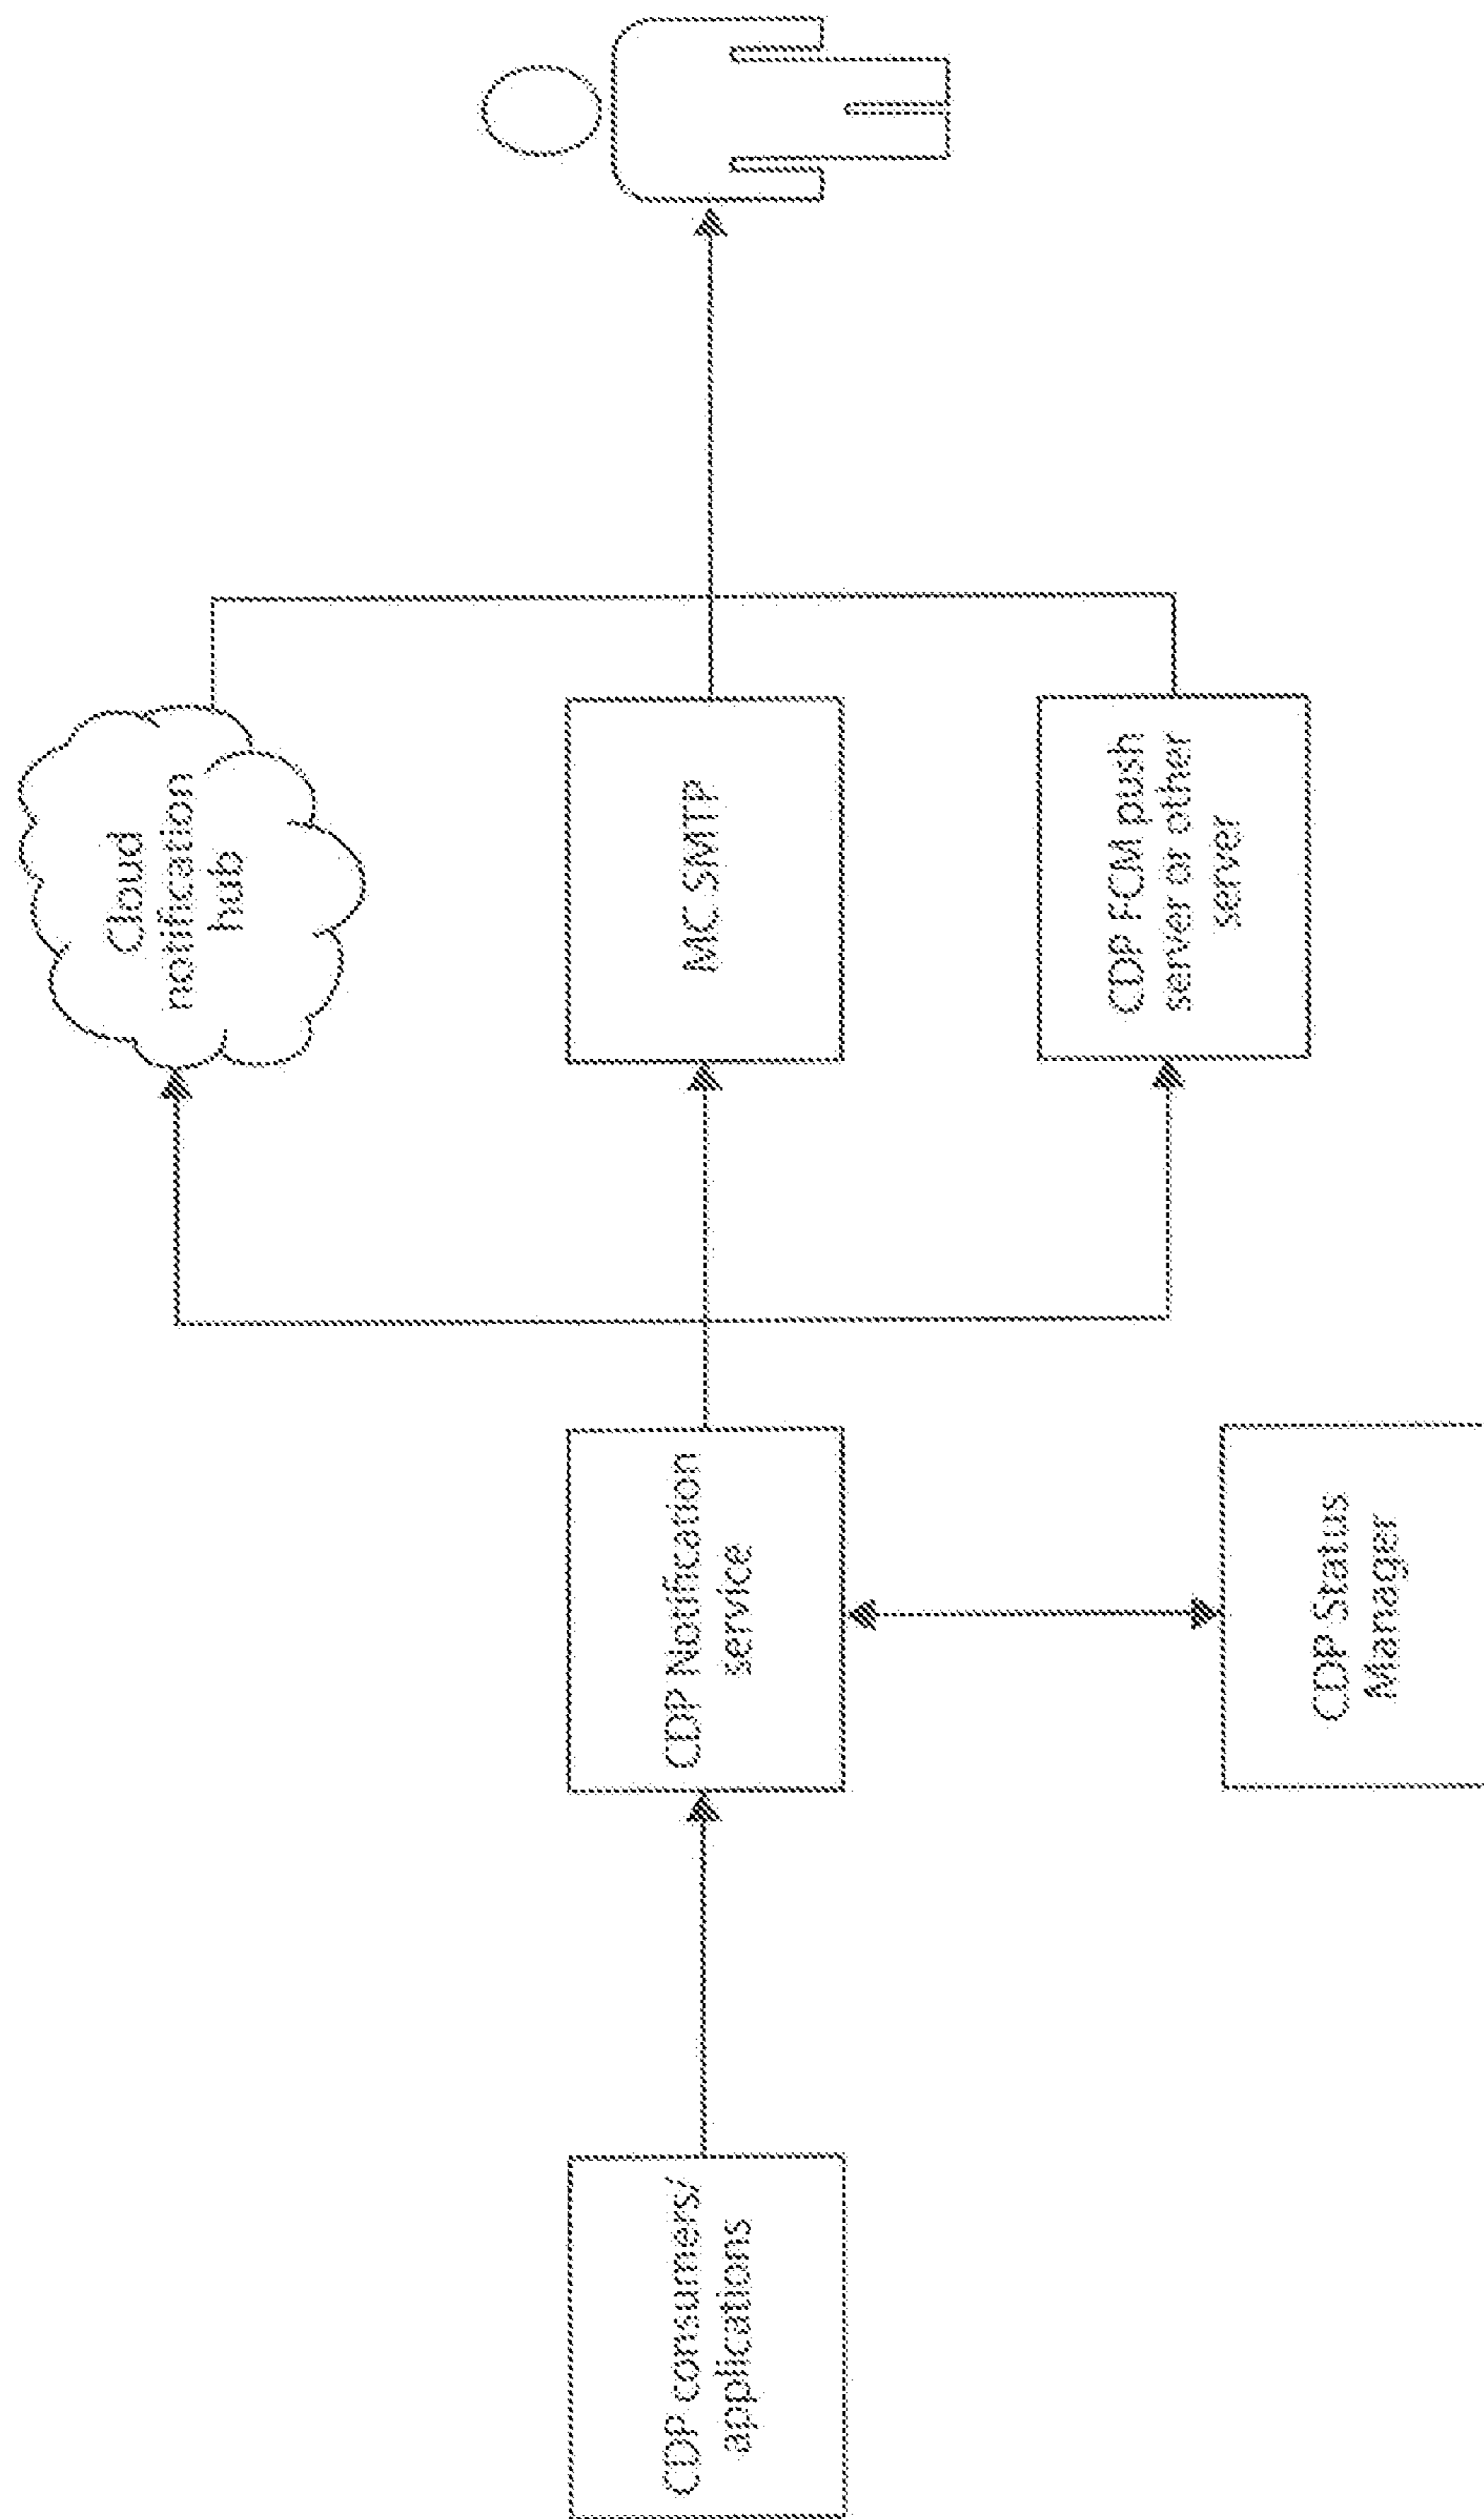 Cloud
notification
hub
CDP consumers/
applications
CDP Notification
service
MC SMTP
CDP Status
Manager
CDP FCM push
server or other
server